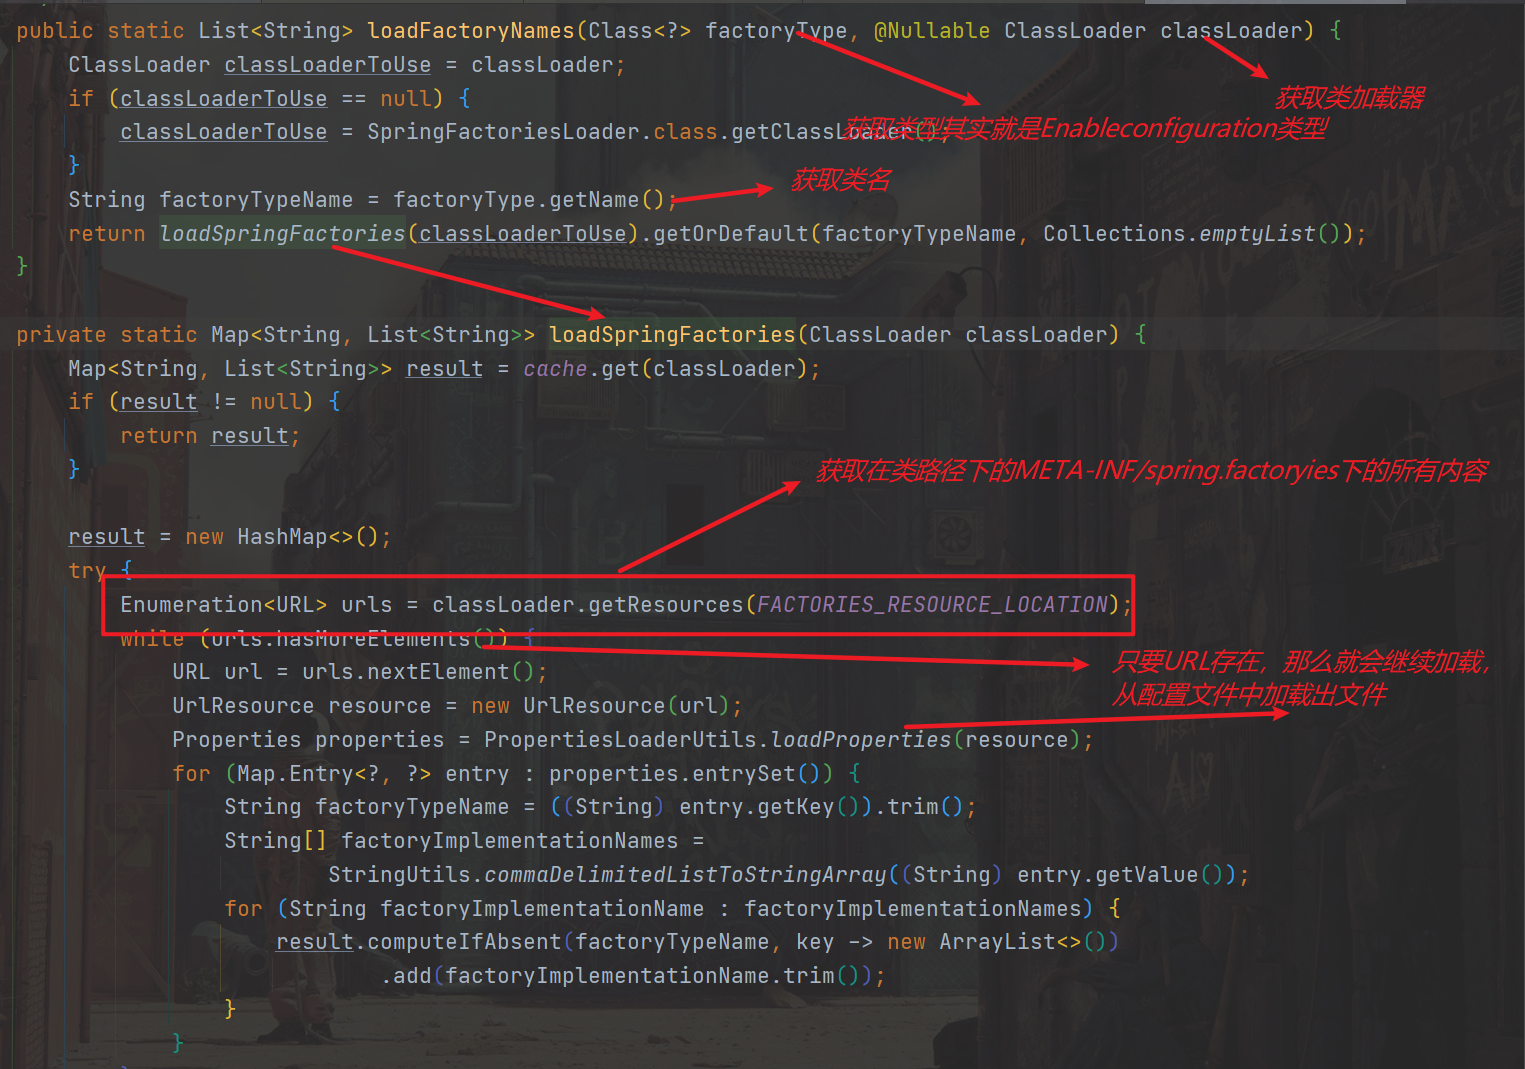 public static List<String> loadFactoryNames(Class<?> factoryType, @Nullable ClassLoader classLoader) {
ClassLoader classLoaderToUse = classLoader;
if (classLoaderToUse == null) {
获取类加载器
classLoaderToUse = SpringFactoriesLoader.class.getClassLoader();
获取类型其实就是Enableconfiguration类型
}
获取类名
String factoryTypeName = factoryType.getName();
return loadSpringFactories(classLoaderToUse).getOrDefault(factoryTypeName, Collections.emptyList());
}
private static Map<String, List<String>> loadSpringFactories(ClassLoader classLoader) {
Map<String, List<String>> result = cache.get(classLoader);
if (result != null) {
return result;
}
获取在类路径下的META-INF/spring.factoryies下的所有内容
result = new HashMap<>();
try {
Enumeration<URL> urls = classLoader.getResources(FACTORIES_RESOURCE_LOCATION);
while (urls.hasMoreElements()) {
只要URL存在，那么就会继续加载，
URL url = urls.nextElement();
从配置文件中加载出文件
UrlResource resource = new UrlResource(url);
Properties properties = PropertiesLoaderUtils.loadProperties(resource);
for (Map.Entry<?, ?> entry : properties.entrySet()) {
String factoryTypeName = ((String) entry.getKey()).trim();
String[] factoryImplementationNames =
StringUtils.commaDelimitedListToStringArray((String) entry.getValue());
for (String factoryImplementationName : factoryImplementationNames) {
result.computeIfAbsent(factoryTypeName, key -> new ArrayList<>())
.add(factoryImplementationName.trim());
}
}